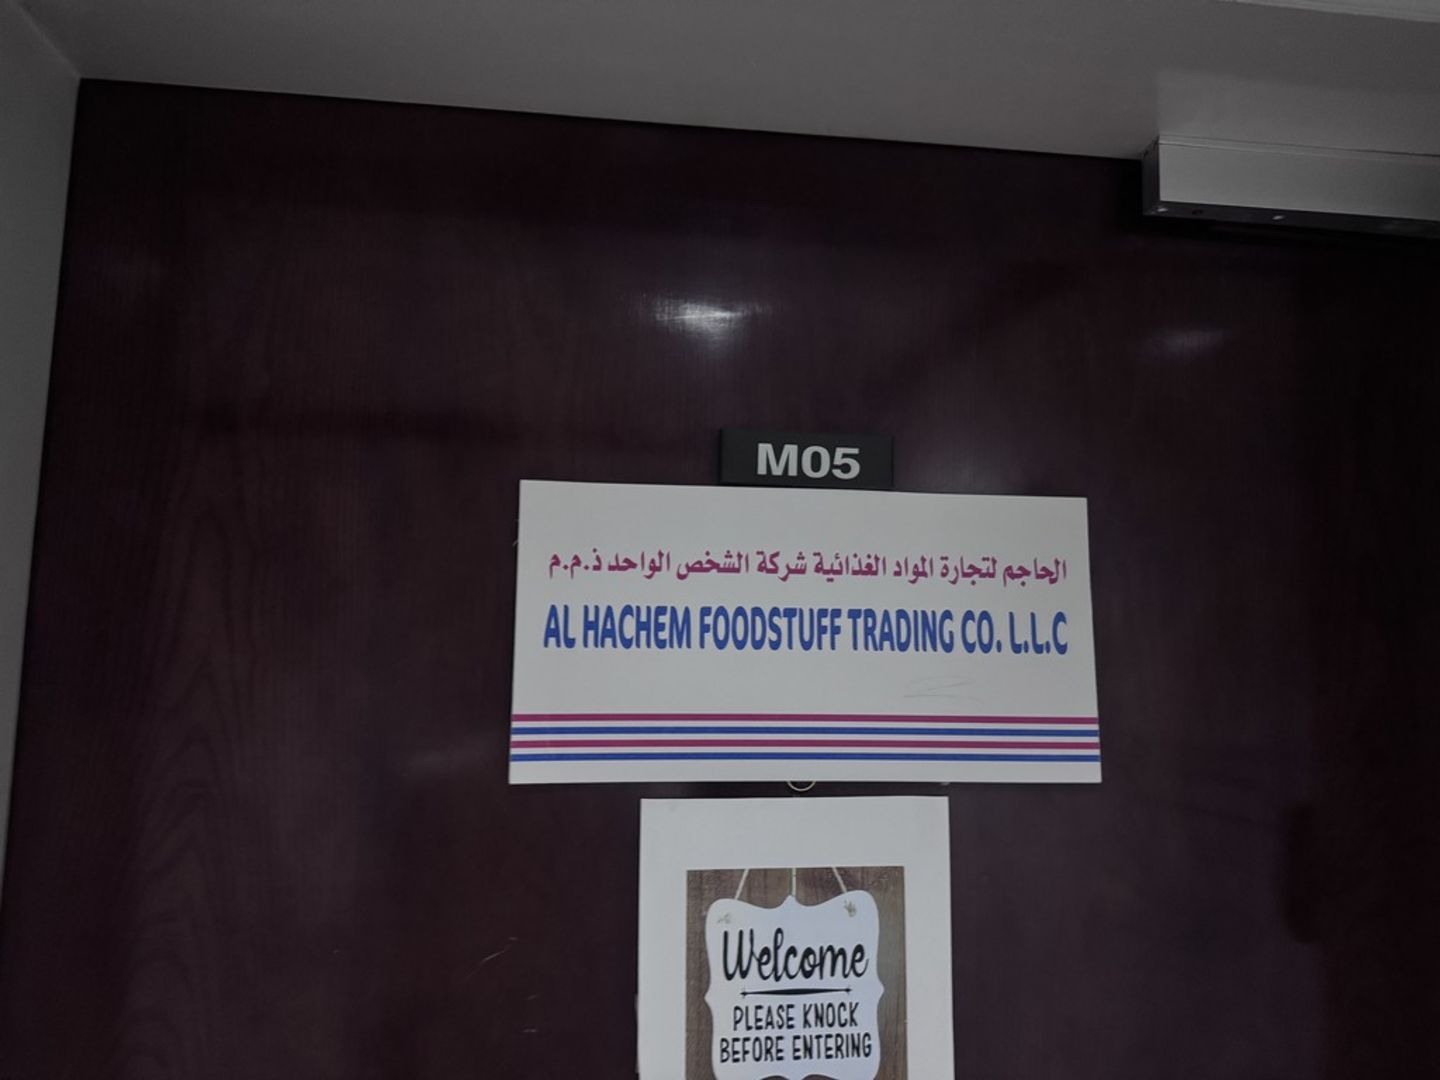 M05
الحاجم لتجارة المواد الغذائية شركة الشخص الواحد ذ.م.م
AL HACHEM FOODSTUFF TRADING CO. L.L.C
Welcome
PLEASE KNOCK
BEFORE ENTERING